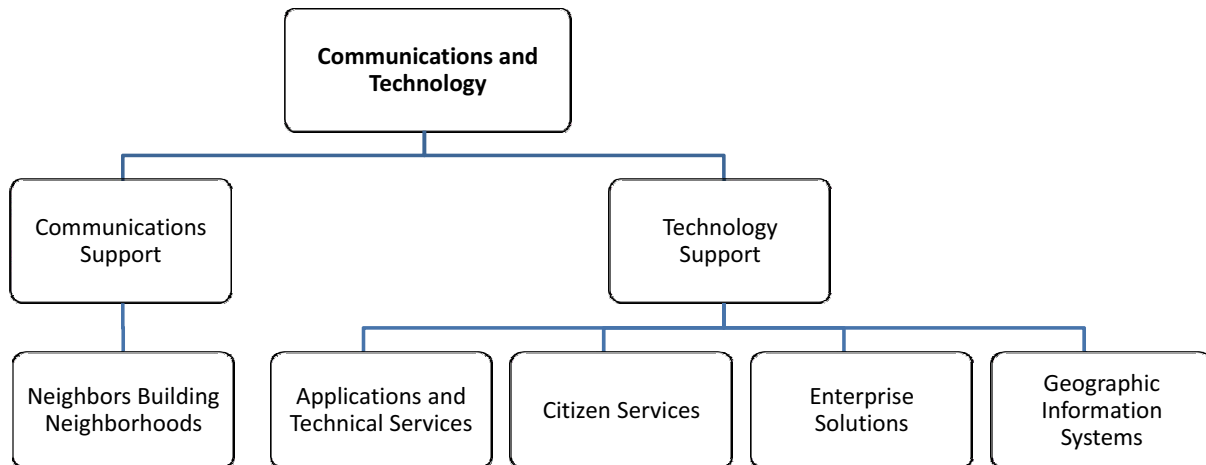 Communications and
Technology
Communications
Support
Technology
Support
Neighbors Building
Neighborhoods
Applications and
Technical Services
Citizen Services
Enterprise
Solutions
Geographic
Information
Systems